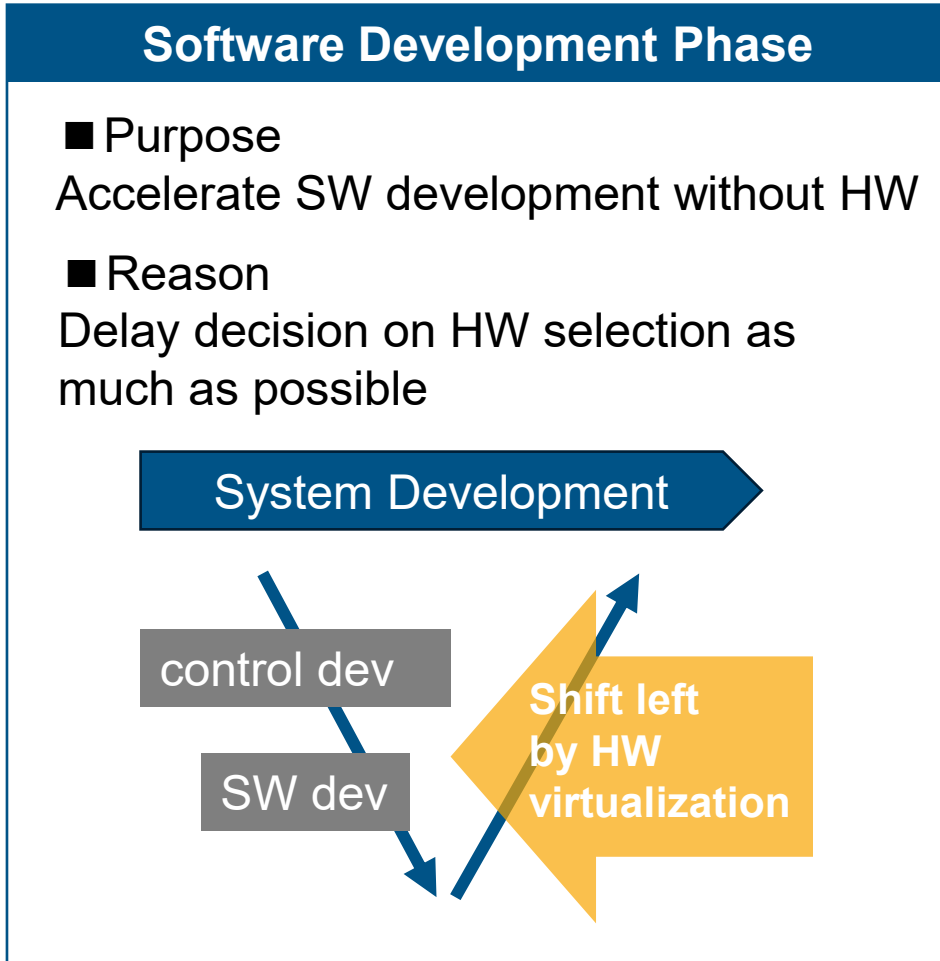 Software Development Phase
■ Purpose
Accelerate SW development without HW
■ Reason
Delay decision on HW selection as
much as possible
System Development
control dev
SW dev
Shift left
by HW
virtualization